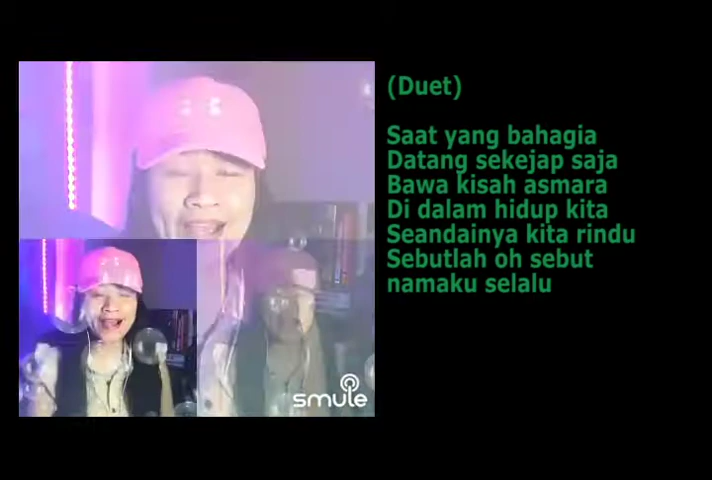 (Duet)
Saat yang bahagia
Datang sekejap saja
Bawa kisah asmara
Di dalam hidup kita
Seandainya kita rindu
Sebutlah oh sebut
namaku selalu
smule